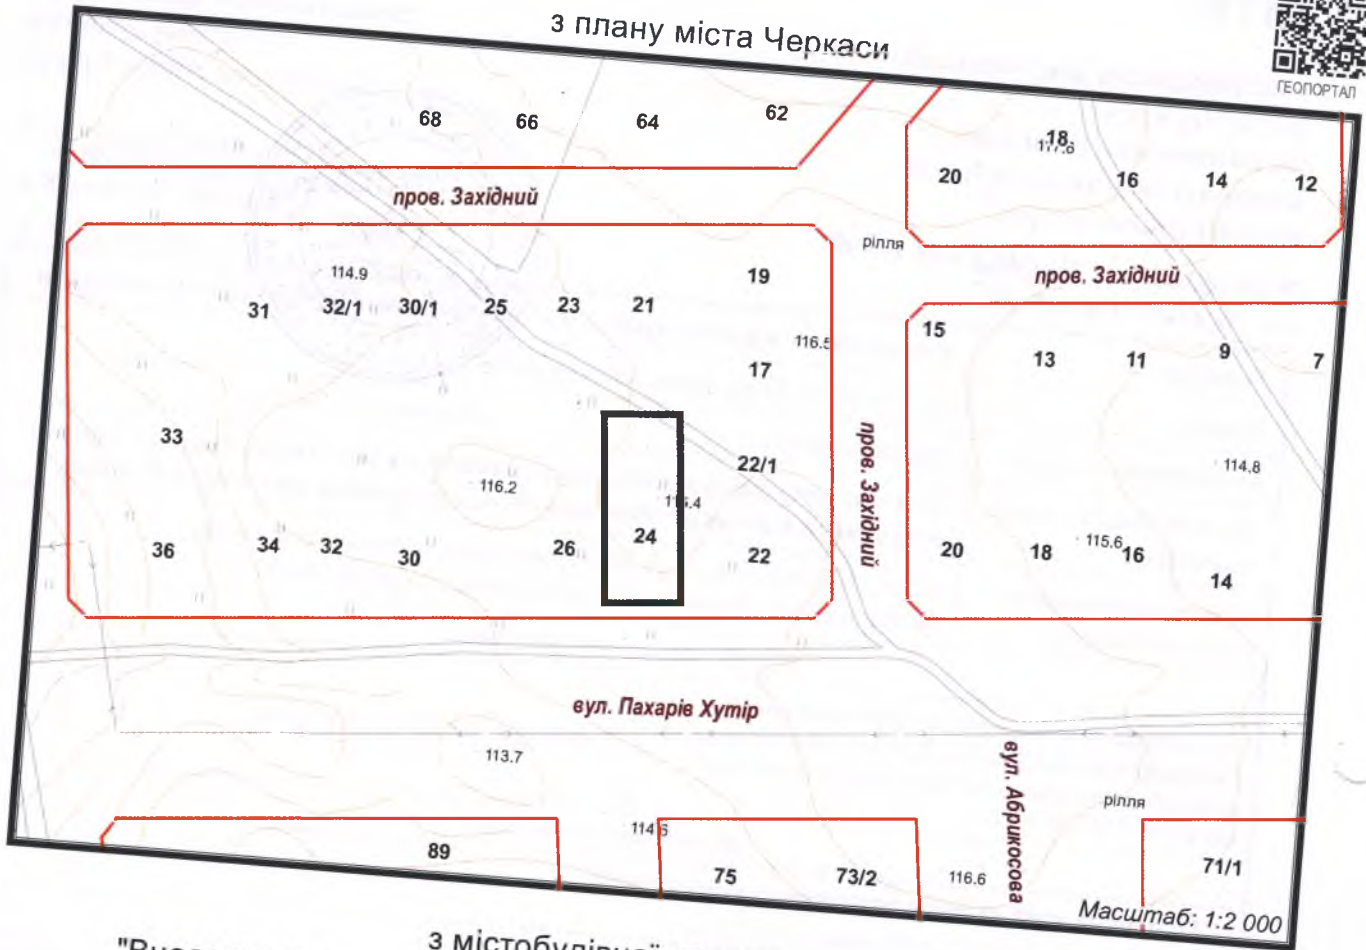 з плану міста Черкаси
ГЕОПОРТАЛ
68 66 64 62
18
117.6
20 16 14 12
пров. Західний
рілля
пров. Західний
114.9
19
31 32/1 30/1 25 23 21
116.5
15
13 11 9 7
17
33
пров. Західний
22/1
114.8
116.2
24
36 34 32 30 26 22
20 18 115.6 16
14
вул. Пахарів Хутір
113.7
вул. Абрикосова
рілля
114.6
89
75 73/2 116.6 71/1
Масштаб: 1:2 000